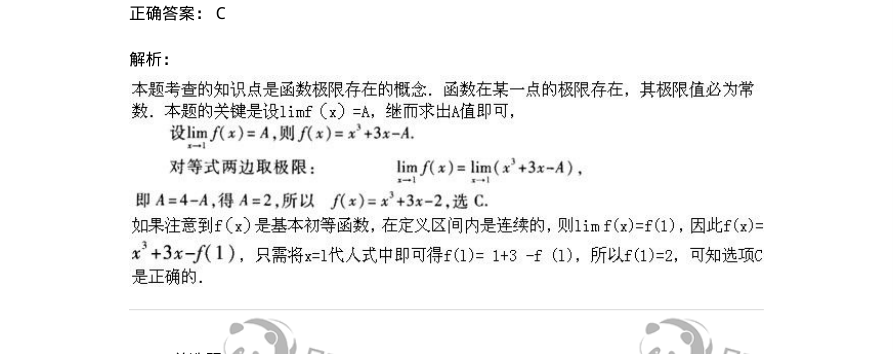 正确答案： C
解析：
本题考查的知识点是函数极限存在的概念．函数在某一点的极限存在，其极限值必为常
数．本题的关键是设limf（x）=A，继而求出A值即可，
设lim f(x)= A,则 f(x)= x³+3x-A.
x→1
对等式两边取极限： lim f(x)= lim(x³+3x-A)，
x→1 x→1
即 A=4-A,得 A=2,所以 f(x)=x³+3x-2,选 C.
如果注意到f(x)是基本初等函数，在定义区间内是连续的，则lim f(x)=f(1)，因此f(x)=
x³+3x-f(1)，只需将x=l代人式中即可得f(l)= 1+3 -f (l)，所以f(1)=2，可知选项C
是正确的．